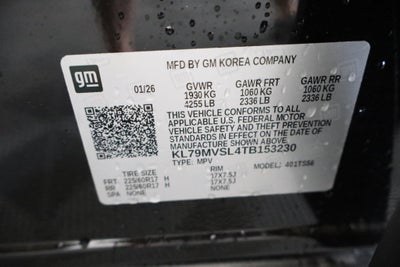 gm
MFD BY GM KOREA COMPANY
01/26 GVWR GAWR FRT GAWR RR
1930 KG 1060 KG 1060 KG
4255 LB 2336 LB 2336 LB
THIS VEHICLE CONFORMS TO ALL
APPLICABLE U.S. FEDERAL MOTOR
VEHICLE SAFETY
STANDARDS IN EFFECT ON THE DATE OF
MANUFACTURE SHOWN ABOVE.
KL79MVSL4TB153230
TYPE: MPV 401TS56
TIRE SIZE RIM
FRT 225/60R17 H 17X7.5J
RR 225/60R17 H 17X7.5J
SPA NONE NONE